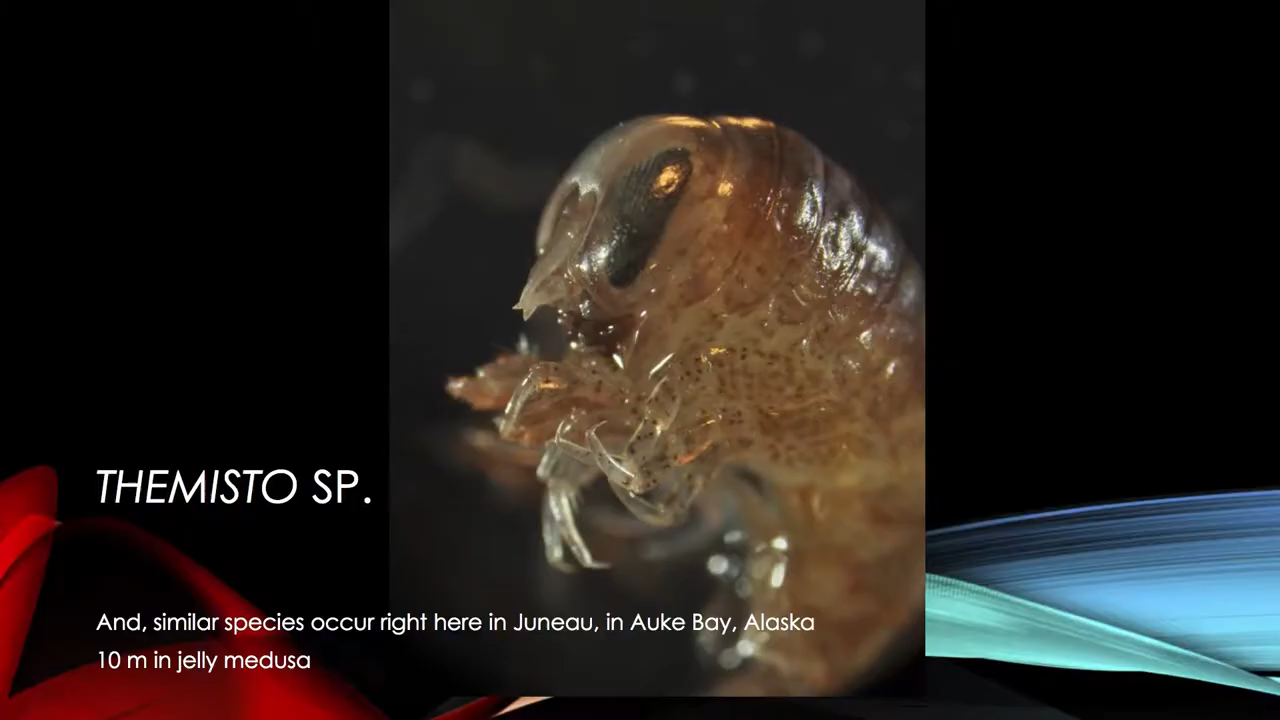 THEMISTO SP.
And, similar species occur right here in Juneau, in Auke Bay, Alaska
10 m in jelly medusa